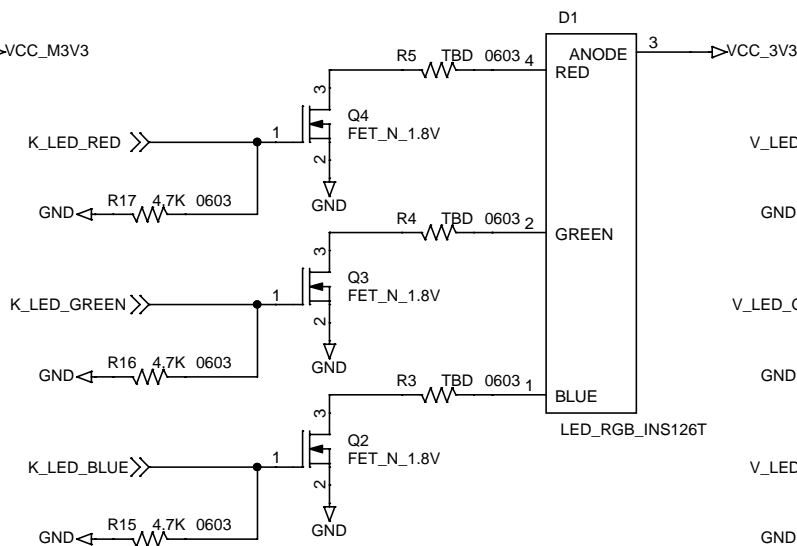 D1
VCC_M3V3
R5 TBD 0603 4
ANODE 3 VCC_3V3
RED
3
Q4
K_LED_RED 1 FET_N_1.8V
V_LED
2
R17 4.7K 0603
GND
GND
GND
R4 TBD 0603 2
GREEN
3
Q3
K_LED_GREEN 1 FET_N_1.8V
V_LED_G
2
R16 4.7K 0603
GND
GND
GND
R3 TBD 0603 1
BLUE
3
LED_RGB_INS126T
Q2
K_LED_BLUE 1 FET_N_1.8V
V_LED
2
R15 4.7K 0603
GND
GND
GND